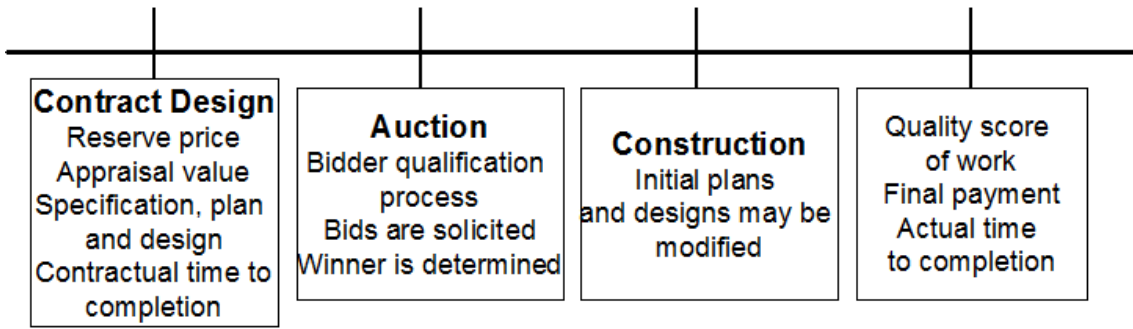 Contract Design
Reserve price
Appraisal value
Specification, plan
and design
Contractual time to
completion
Auction
Bidder qualification
process
Bids are solicited
Winner is determined
Construction
Initial plans
and designs may be
modified
Quality score
of work
Final payment
Actual time
to completion